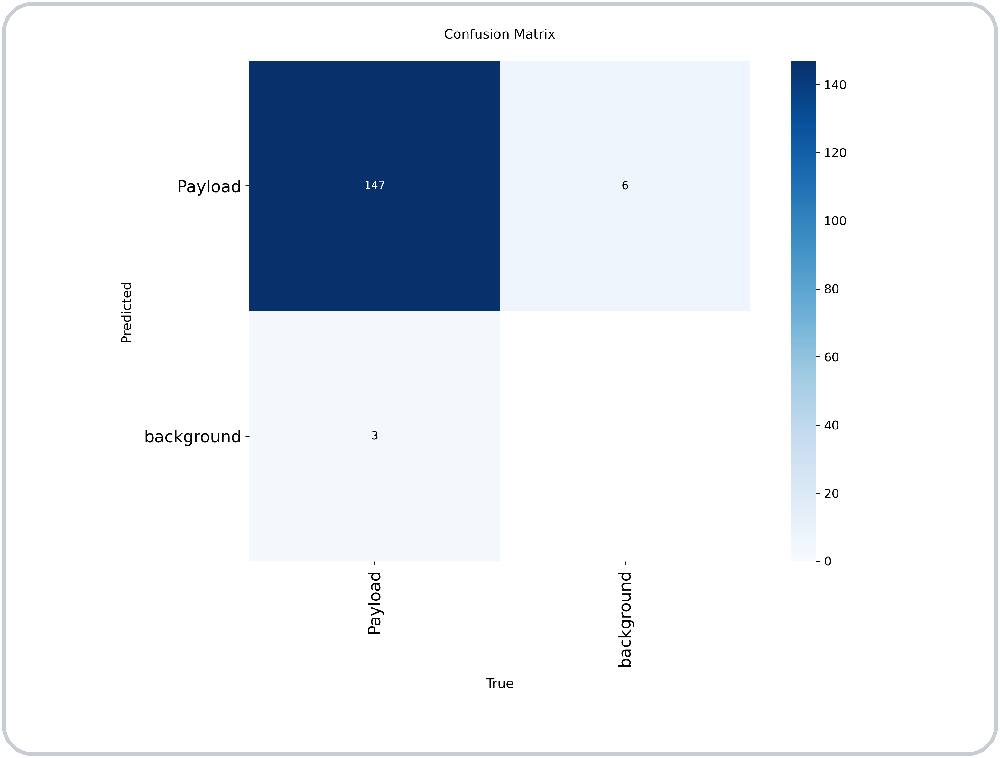 Confusion Matrix
Payload
147
6
140
120
100
80
60
40
20
0
Predicted
background
3
Payload
background
True